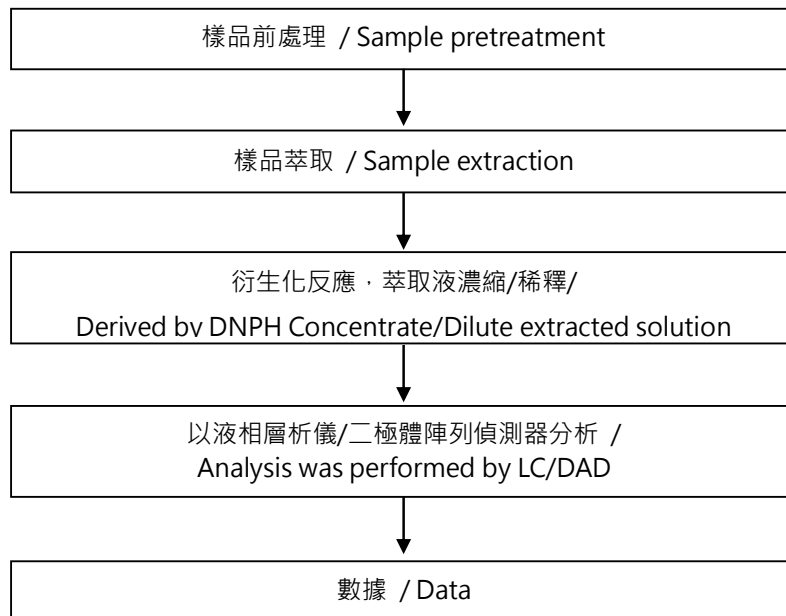 樣品前處理 / Sample pretreatment
樣品萃取 / Sample extraction
衍生化反應，萃取液濃縮/稀釋/
Derived by DNPH Concentrate/Dilute extracted solution
以液相層析儀/二極體陣列偵測器分析 /
Analysis was performed by LC/DAD
數據 / Data